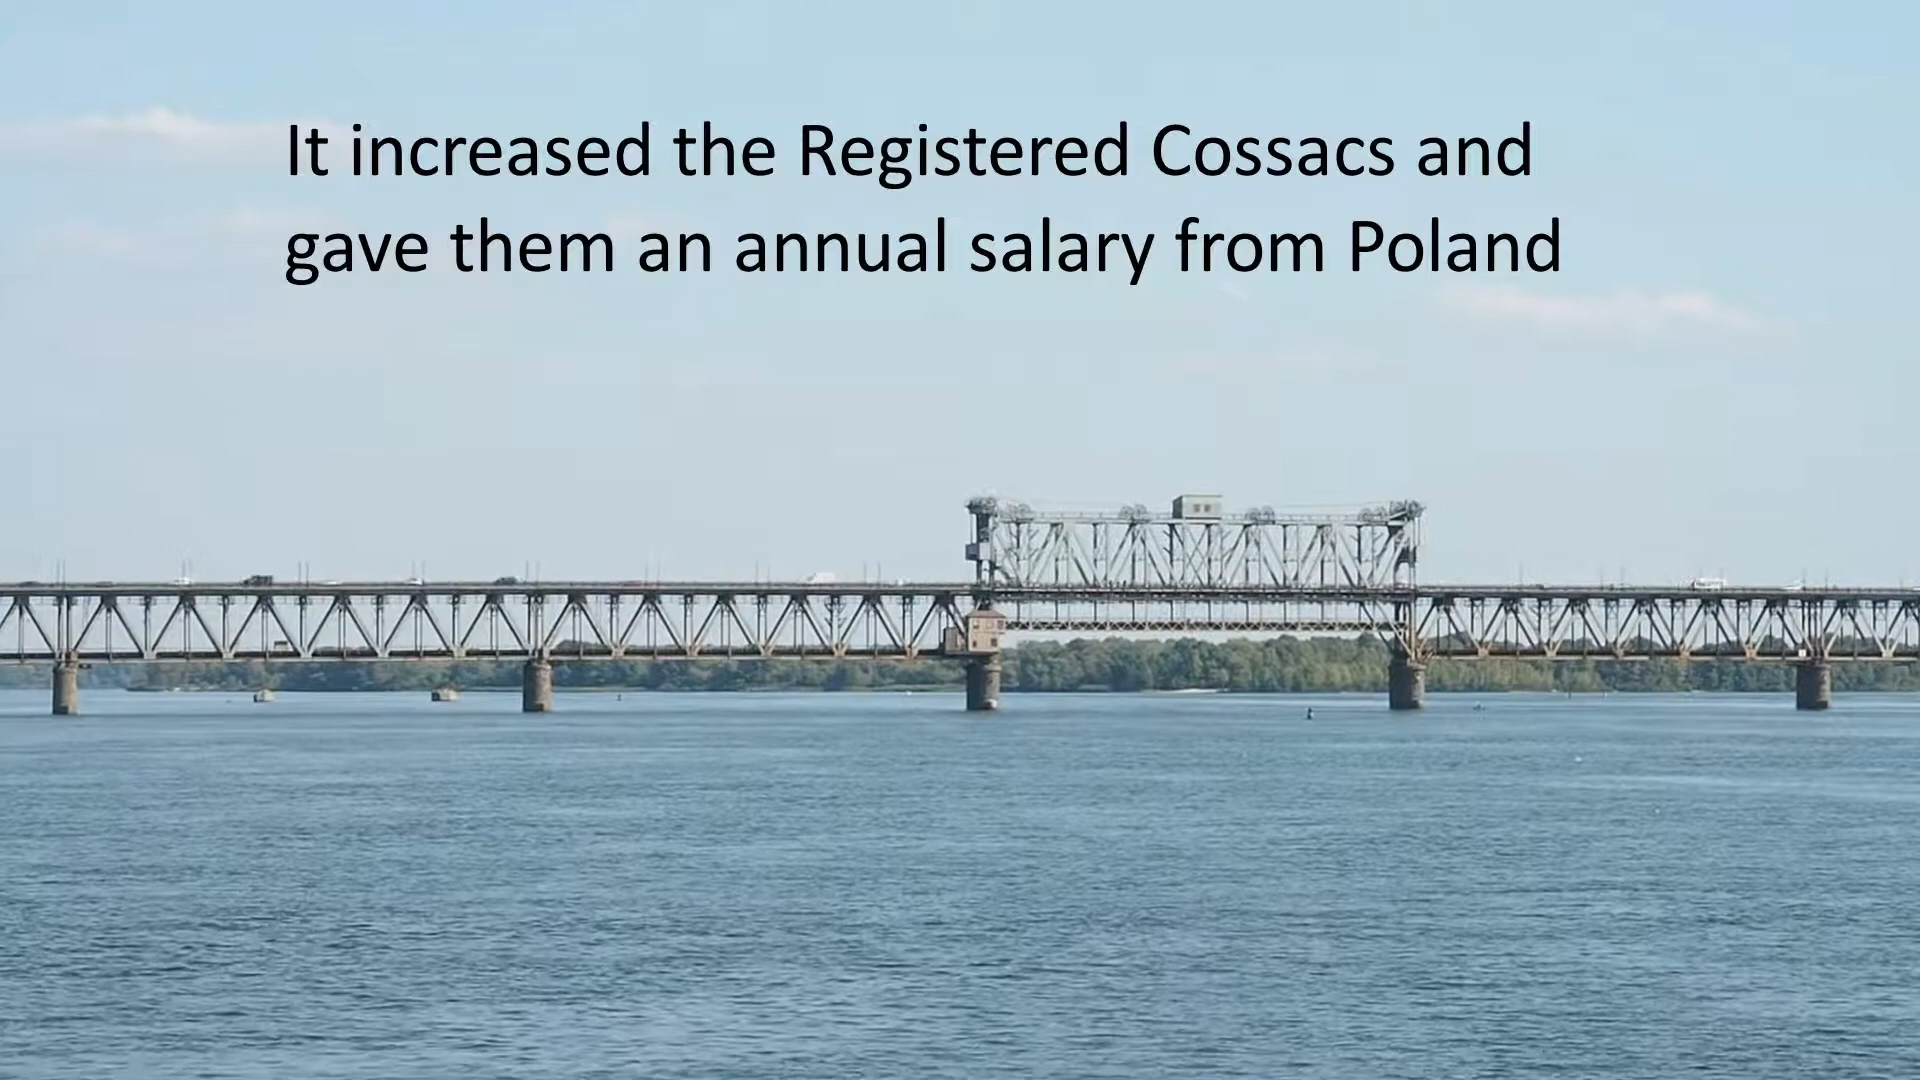 It increased the Registered Cossacs and
gave them an annual salary from Poland